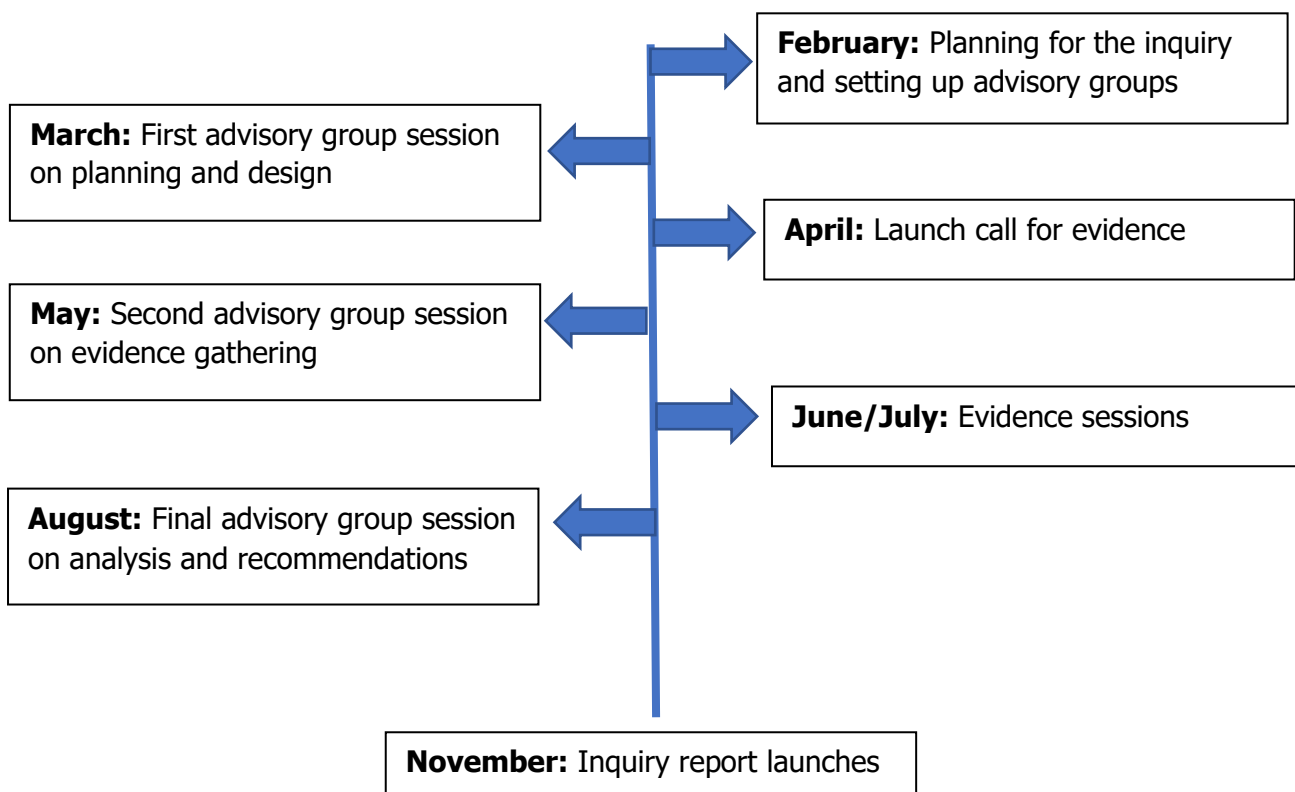 February: Planning for the inquiry
and setting up advisory groups
March: First advisory group session
on planning and design
April: Launch call for evidence
May: Second advisory group session
on evidence gathering
June/July: Evidence sessions
August: Final advisory group session
on analysis and recommendations
November: Inquiry report launches